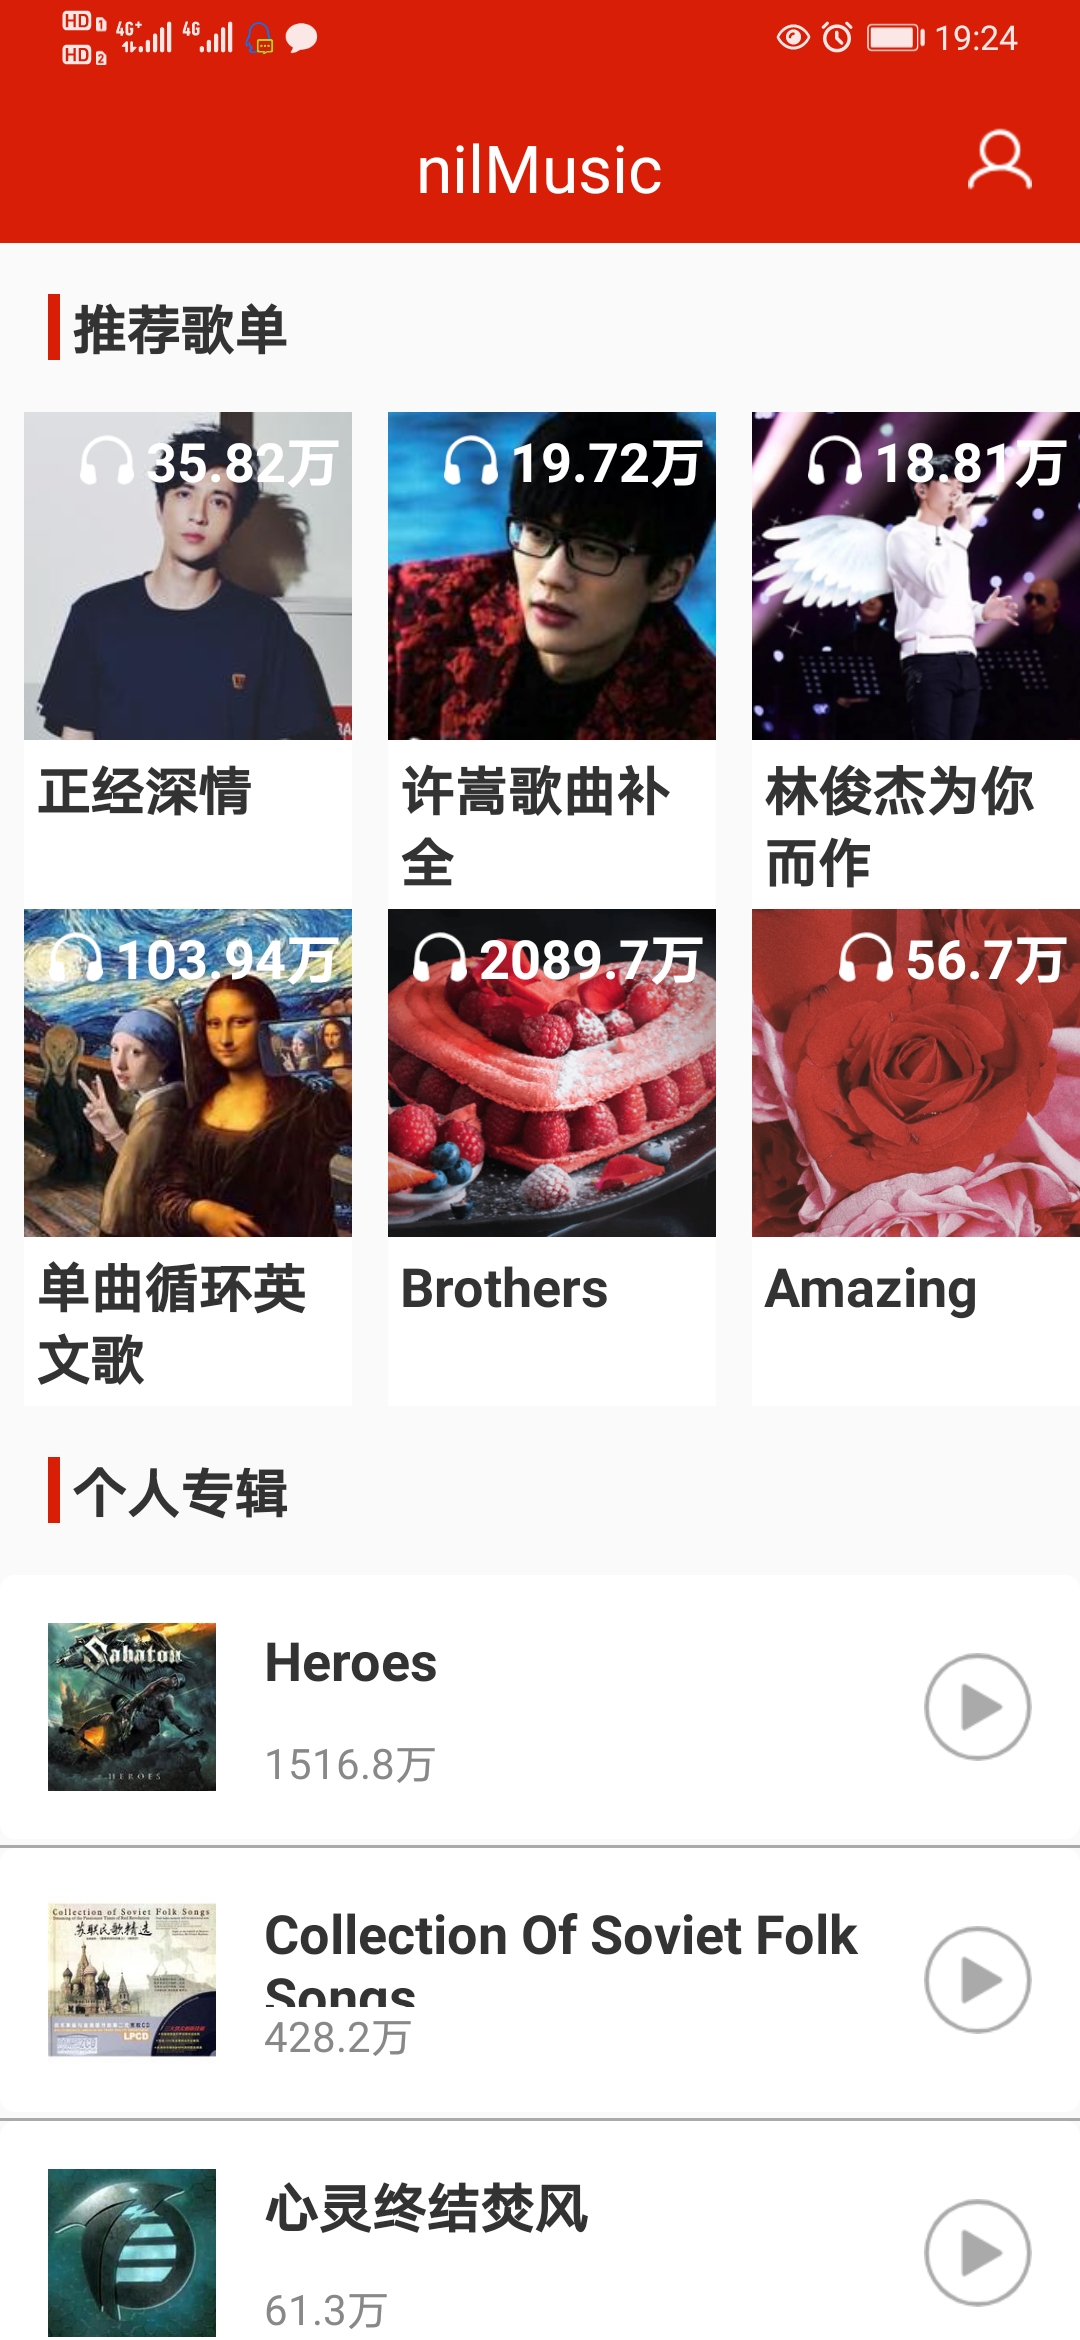 HD 1 4G+ 4G 19:24
HD 2
nilMusic
推荐歌单
35.82万 19.72万 18.81万
正经深情 许嵩歌曲补 林俊杰为你
全 而作
103.94万 2089.7万 56.7万
单曲循环英 Brothers Amazing
文歌
个人专辑
Sabaton
HEROES
Heroes
1516.8万
Collection of Soviet Folk Songs
苏联民歌精选
LPCD
Collection Of Soviet Folk
Songs
428.2万
心灵终结焚风
61.3万